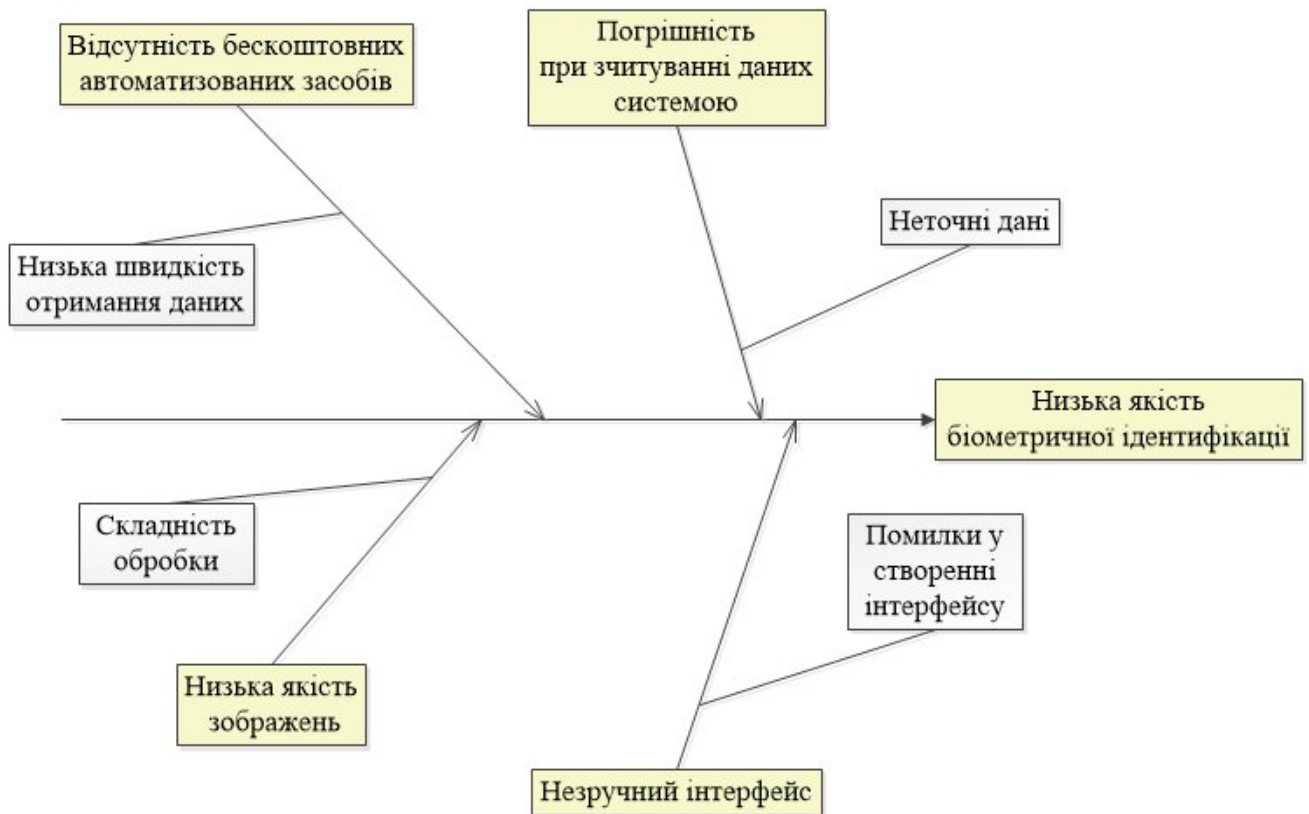 Відсутність бескоштовних
автоматизованих засобів
Погрішність
при зчитуванні даних
системою
Неточні дані
Низька швидкість
отримання даних
Низька якість
біометричної ідентифікації
Складність
обробки
Помилки у
створенні
інтерфейсу
Низька якість
зображень
Незручний інтерфейс